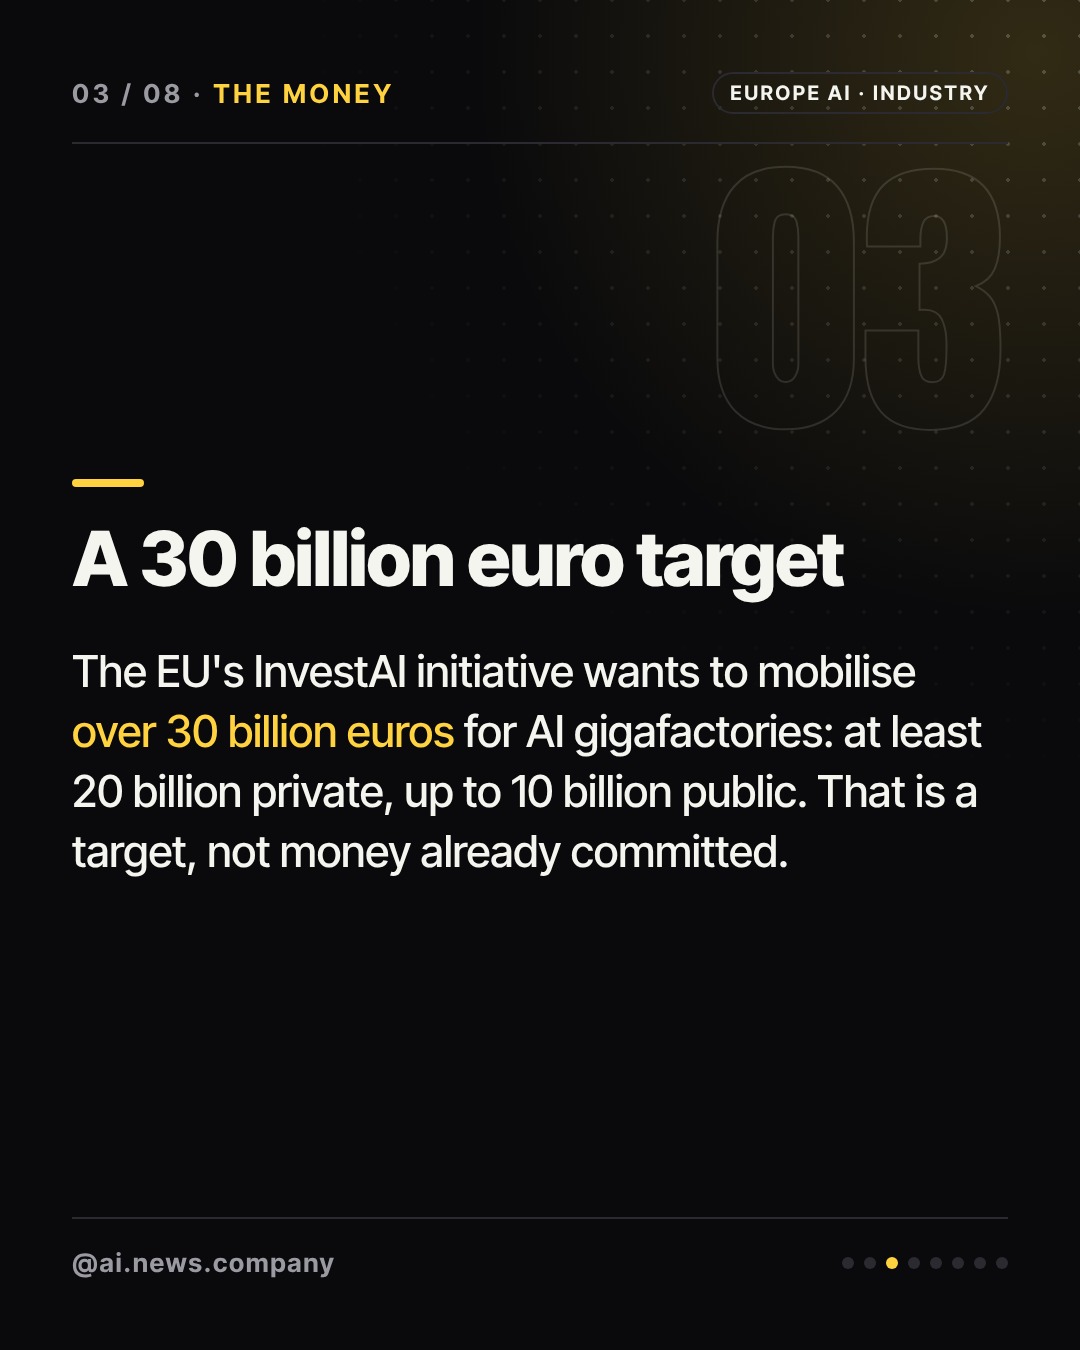 03 / 08 · THE MONEY
EUROPE AI · INDUSTRY
03
A 30 billion euro target
The EU's InvestAI initiative wants to mobilise
over 30 billion euros for AI gigafactories: at least
20 billion private, up to 10 billion public. That is a
target, not money already committed.
@ai.news.company